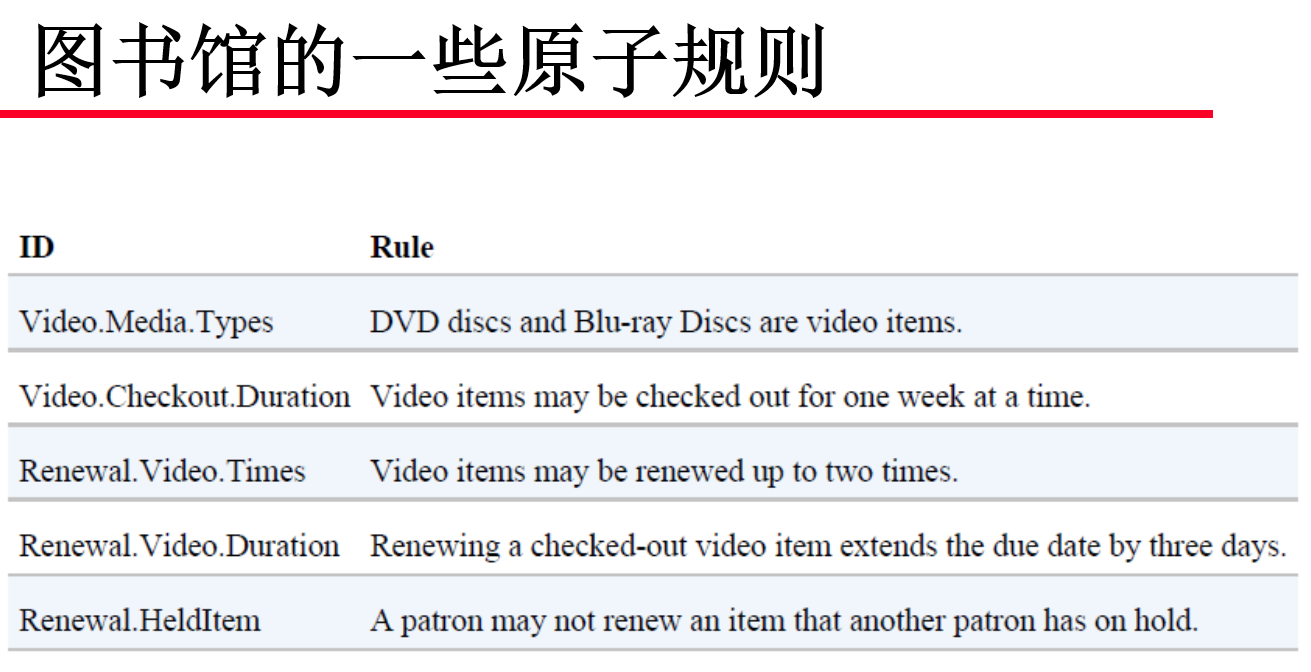 图书馆的一些原子规则
ID Rule
Video.Media.Types DVD discs and Blu-ray Discs are video items.
Video.Checkout.Duration Video items may be checked out for one week at a time.
Renewal.Video.Times Video items may be renewed up to two times.
Renewal.Video.Duration Renewing a checked-out video item extends the due date by three days.
Renewal.HeldItem A patron may not renew an item that another patron has on hold.